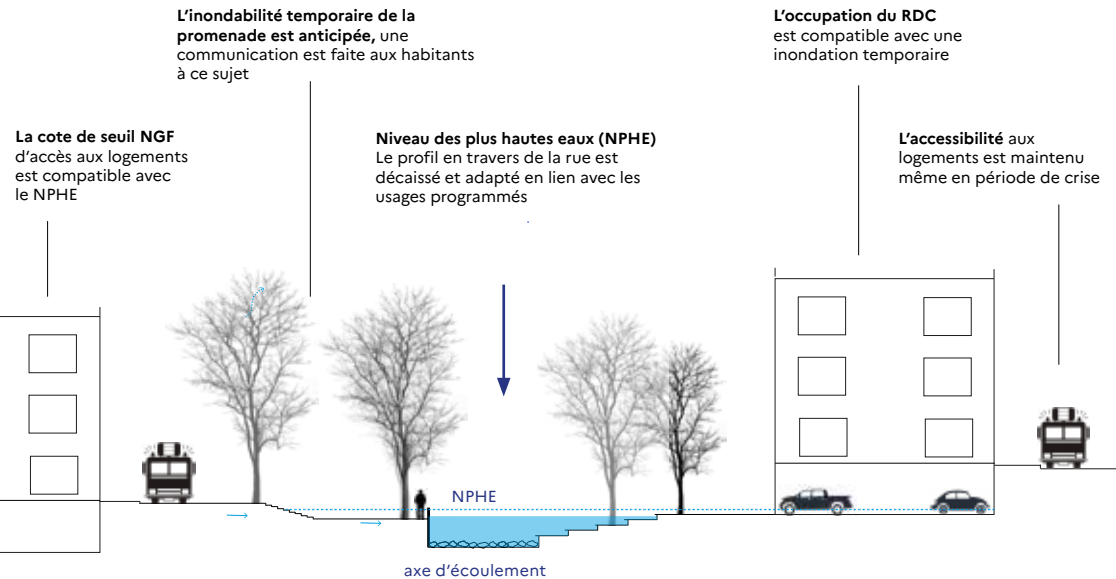 L'inondabilité temporaire de la
promenade est anticipée, une
communication est faite aux habitants
à ce sujet
L'occupation du RDC
est compatible avec une
inondation temporaire
La cote de seuil NGF
d'accès aux logements
est compatible avec
le NPHE
Niveau des plus hautes eaux (NPHE)
Le profil en travers de la rue est
décaissé et adapté en lien avec les
usages programmés
L'accessibilité aux
logements est maintenu
même en période de crise
NPHE
axe d'écoulement